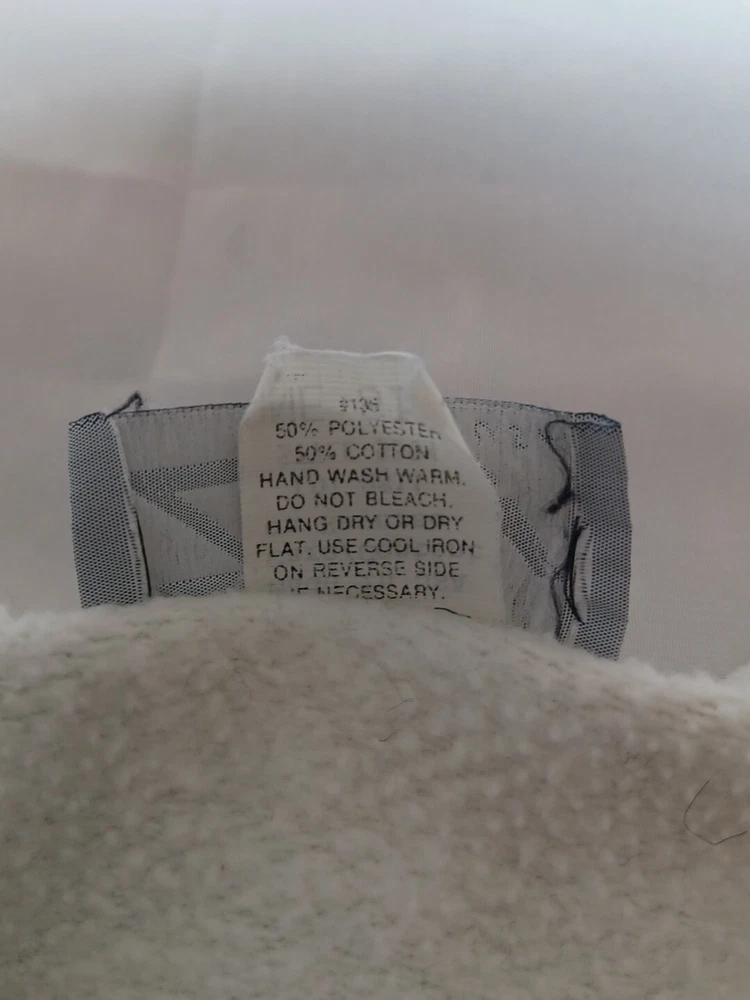 50% POLYESTER
50% COTTON
HAND WASH WARM.
DO NOT BLEACH.
HANG DRY OR DRY
FLAT. USE COOL IRON
ON REVERSE SIDE
IF NECESSARY.